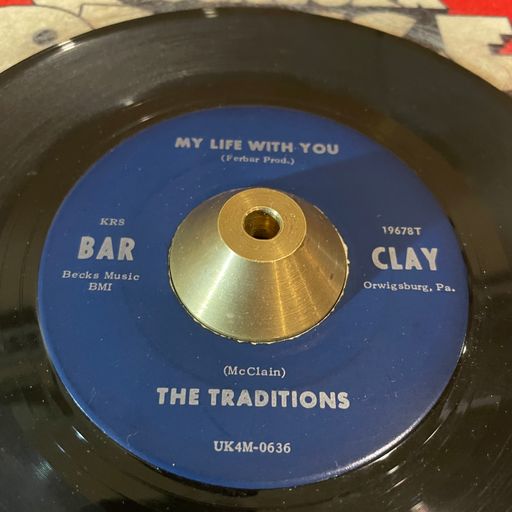 MY LIFE WITH YOU
(Ferbar Prod.)
KRS
BAR
Becks Music
BMI
19678T
CLAY
Orwigsburg, Pa.
(McClain)
THE TRADITIONS
UK4M-0636